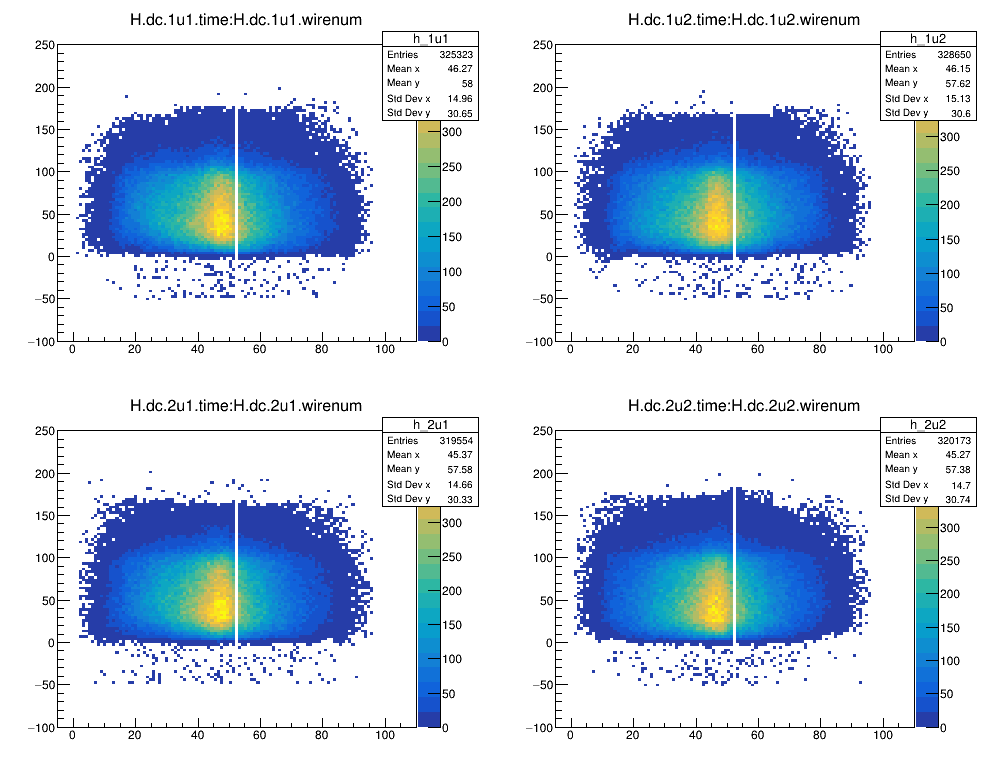 H.dc.1u1.time:H.dc.1u1.wirenum
h_1u1
Entries 325323
Mean x 46.27
Mean y 58
Std Dev x 14.96
Std Dev y 30.65
250
200
150
100
50
0
−50
−100
0 20 40 60 80 100
300
250
200
150
100
50
0
H.dc.1u2.time:H.dc.1u2.wirenum
h_1u2
Entries 328650
Mean x 46.15
Mean y 57.62
Std Dev x 15.13
Std Dev y 30.6
250
200
150
100
50
0
−50
−100
0 20 40 60 80 100
300
250
200
150
100
50
0
H.dc.2u1.time:H.dc.2u1.wirenum
h_2u1
Entries 319554
Mean x 45.37
Mean y 57.58
Std Dev x 14.66
Std Dev y 30.33
250
200
150
100
50
0
−50
−100
0 20 40 60 80 100
300
250
200
150
100
50
0
H.dc.2u2.time:H.dc.2u2.wirenum
h_2u2
Entries 320173
Mean x 45.27
Mean y 57.38
Std Dev x 14.7
Std Dev y 30.74
250
200
150
100
50
0
−50
−100
0 20 40 60 80 100
300
250
200
150
100
50
0